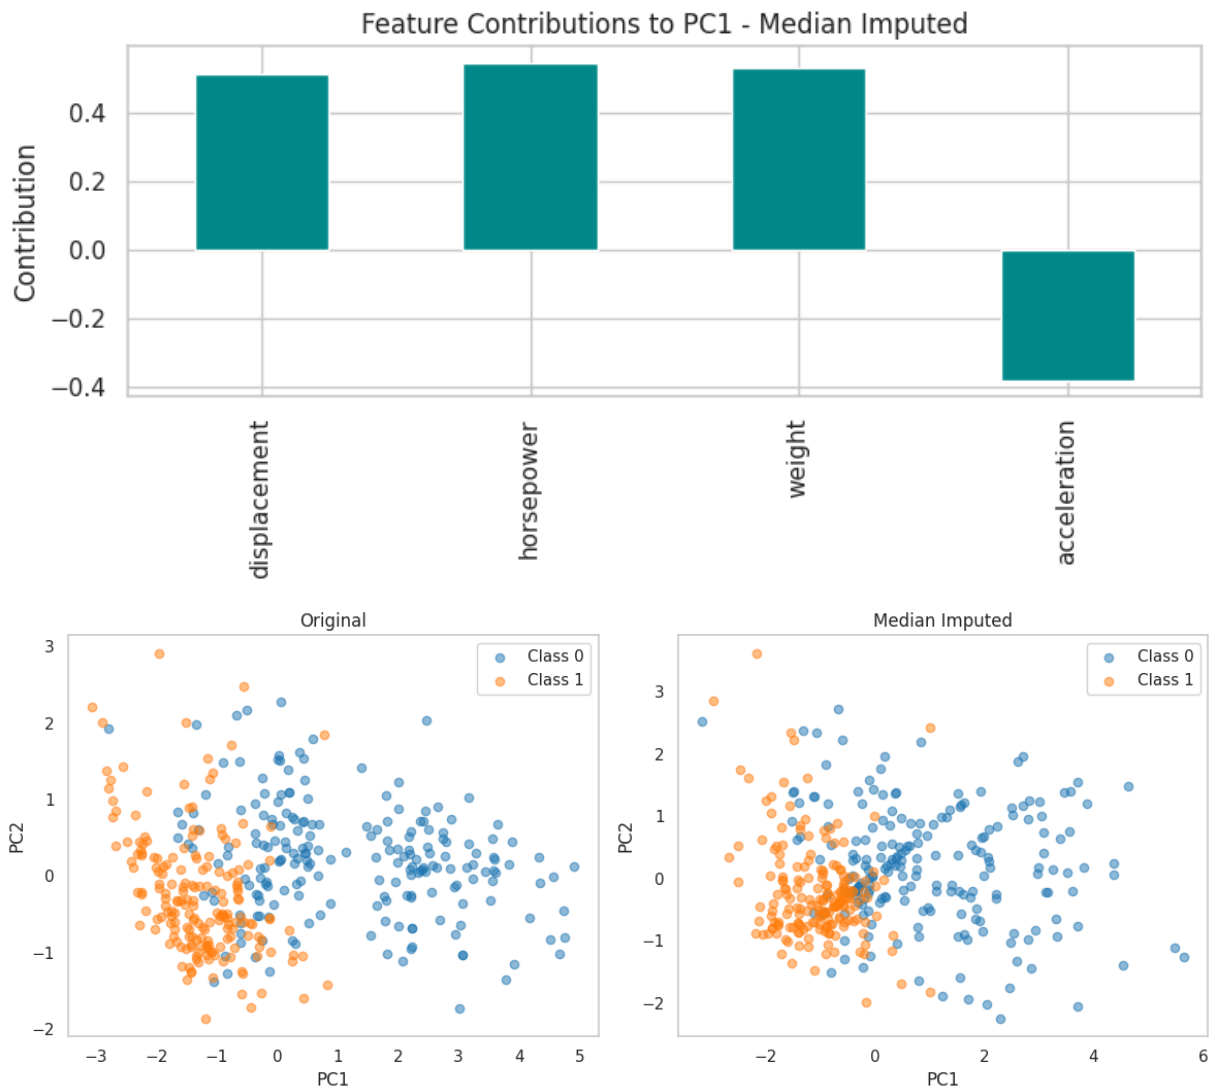 Feature Contributions to PC1 - Median Imputed
Contribution
0.4
0.2
0.0
−0.2
−0.4
displacement
horsepower
weight
acceleration
Original
PC2
3
2
1
0
−1
−2
Class 0
Class 1
−3 −2 −1 0 1 2 3 4 5
PC1
Median Imputed
PC2
3
2
1
0
−1
−2
Class 0
Class 1
−2 0 2 4 6
PC1